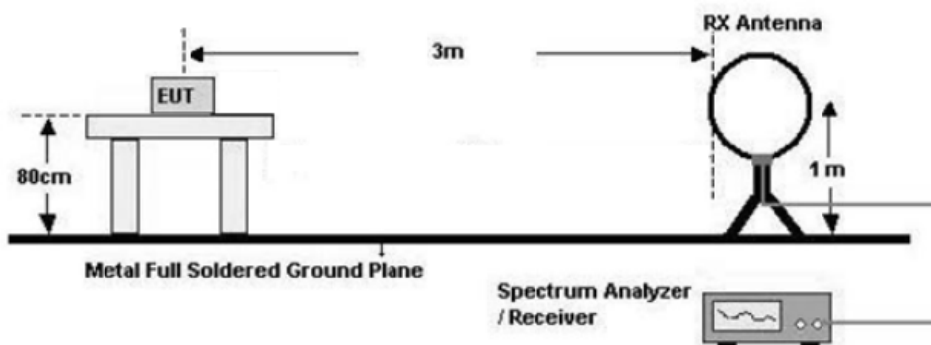 RX Antenna
3m
EUT
80cm
1 m
Metal Full Soldered Ground Plane
Spectrum Analyzer
/ Receiver